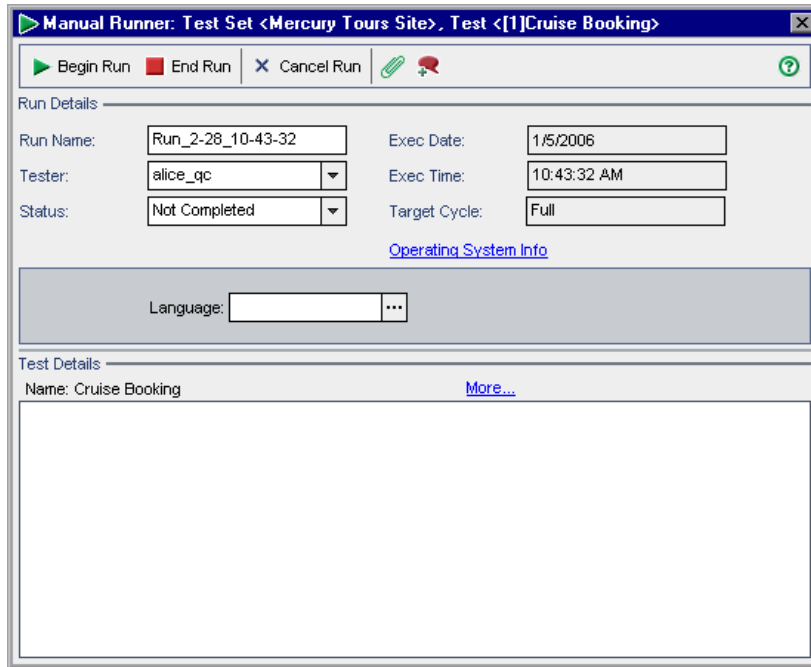 Manual Runner: Test Set <Mercury Tours Site>, Test <[1]Cruise Booking>
Begin Run End Run Cancel Run
Run Details
Run Name: Run_2-28_10-43-32 Exec Date: 1/5/2006
Tester: alice_qc Exec Time: 10:43:32 AM
Status: Not Completed Target Cycle: Full
Operating System Info
Language:
Test Details
Name: Cruise Booking More...